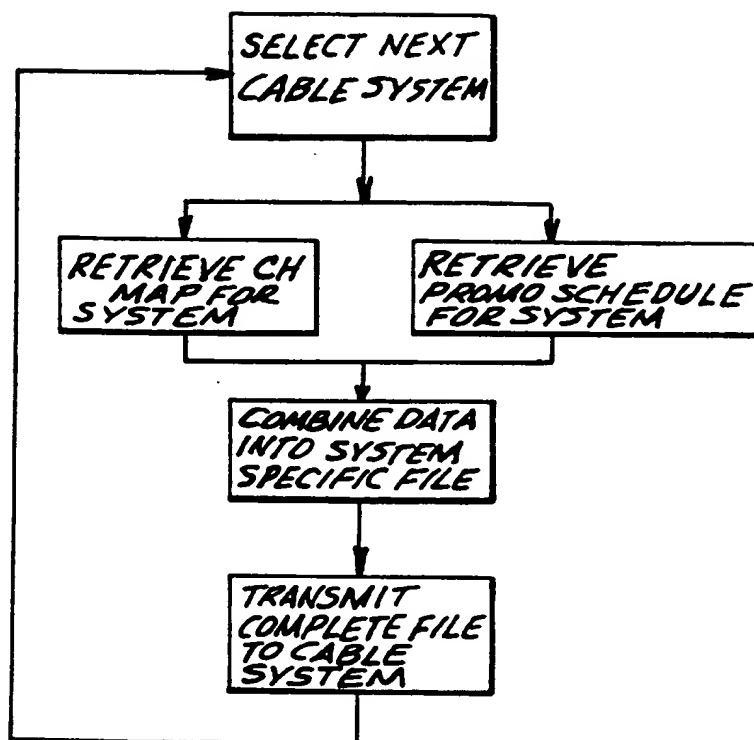 SELECT NEXT
CABLE SYSTEM
RETRIEVE CH
MAP FOR
SYSTEM
RETRIEVE
PROMO SCHEDULE
FOR SYSTEM
COMBINE DATA
INTO SYSTEM
SPECIFIC FILE
TRANSMIT
COMPLETE FILE
TO CABLE
SYSTEM